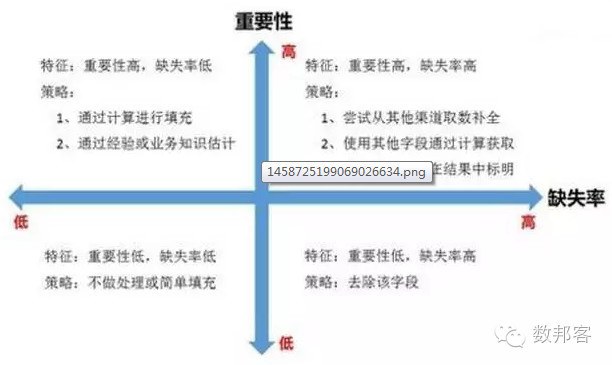 重要性
高
特征:重要性高,缺失率低
策略:
1、通过计算进行填充
2、通过经验或业务知识估计
特征:重要性高,缺失率高
策略:
1、尝试从其他渠道取数补全
2、使用其他字段通过计算获取
在结果中标明
1458725199069026634.png
低
高
缺失率
特征:重要性低,缺失率低
策略:不做处理或简单填充
特征:重要性低,缺失率高
策略:去除该字段
低
数邦客